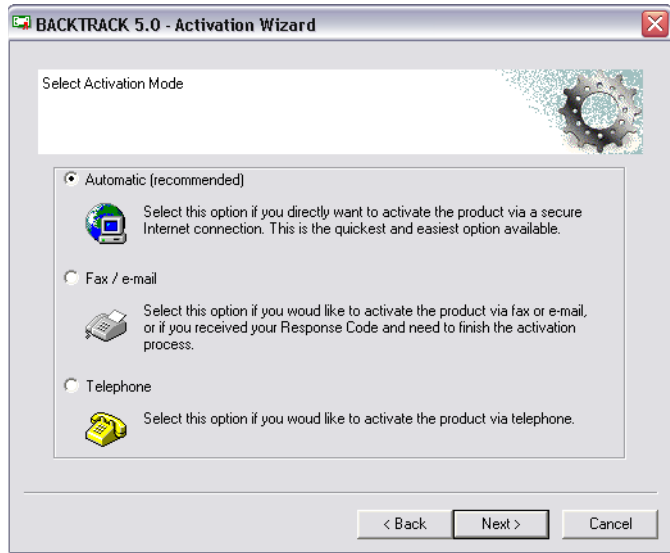 BACKTRACK 5.0 - Activation Wizard
Select Activation Mode
Automatic (recommended)
Select this option if you directly want to activate the product via a secure
Internet connection. This is the quickest and easiest option available.
Fax / e-mail
Select this option if you woud like to activate the product via fax or e-mail,
or if you received your Response Code and need to finish the activation
process.
Telephone
Select this option if you woud like to activate the product via telephone.
< Back
Next >
Cancel